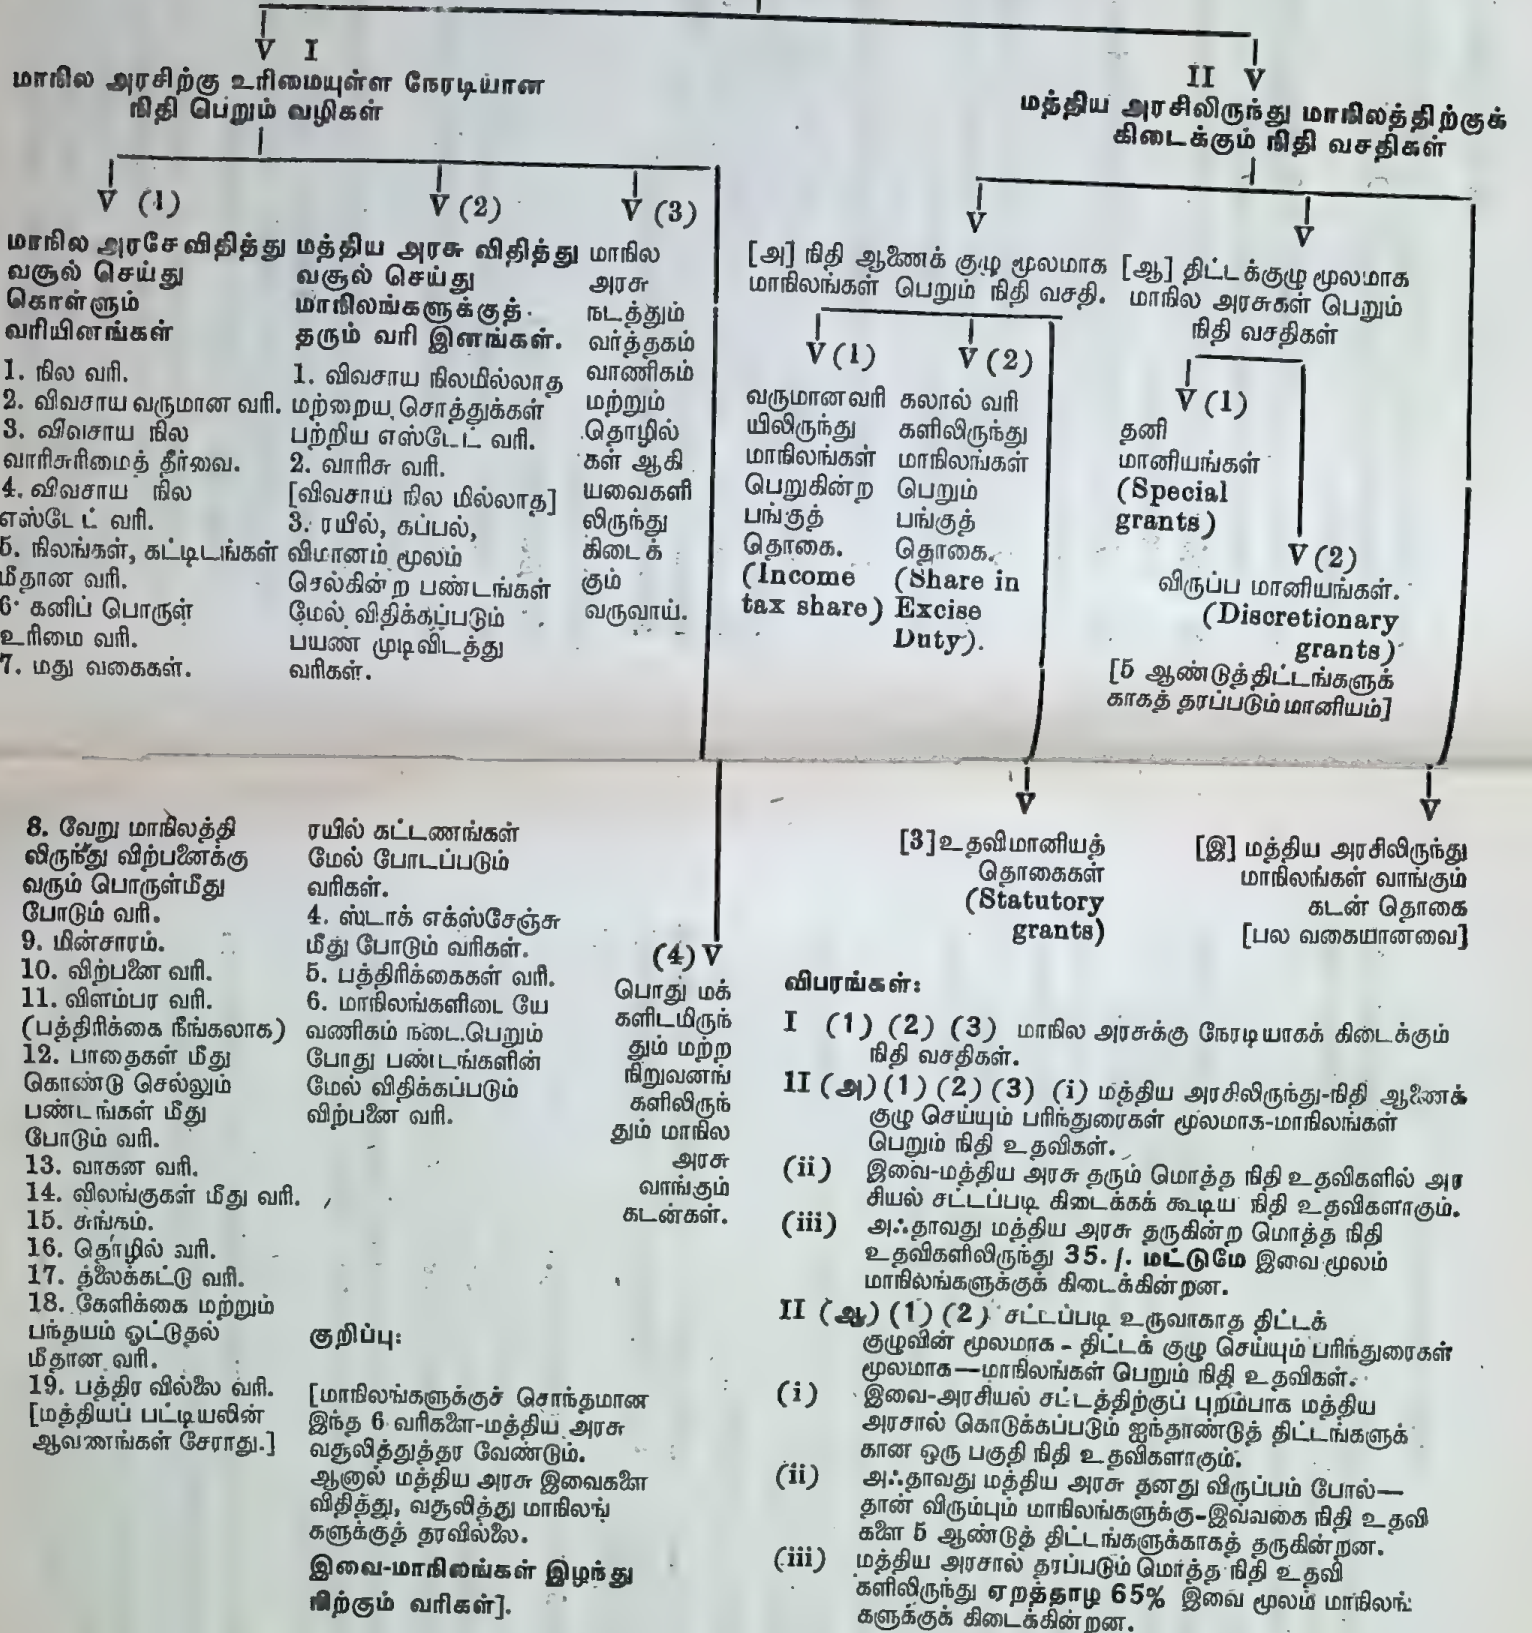 V I
மாநில அரசிற்கு உரிமையுள்ள நேரடியான
நிதி பெறும் வழிகள்
V (1)
மாநில அரசே விதித்து
வசூல் செய்து
கொள்ளும்
வரியினங்கள்
1. நில வரி.
2. விவசாய வருமான வரி.
3. விவசாய நில
வாரிசுரிமைத் தீர்வை.
4. விவசாய நில
எஸ்டேட் வரி.
5. நிலங்கள், கட்டிடங்கள்
மீதான வரி.
6· கனிப் பொருள்
உரிமை வரி.
7. மது வகைகள்.
8. வேறு மாநிலத்தி
லிருந்து விற்பனைக்கு
வரும் பொருள்மீது
போடும் வரி.
9. மின்சாரம்.
10. விற்பனை வரி.
11. விளம்பர வரி.
(பத்திரிக்கை நீங்கலாக)
12. பாதைகள் மீது
கொண்டு செல்லும்
பண்டங்கள் மீது
போடும் வரி.
13. வாகன வரி.
14. விலங்குகள் மீது வரி.
15. சுங்கம்.
16. தொழில் வரி.
17. தலைக்கட்டு வரி.
18. கேளிக்கை மற்றும்
பந்தயம் ஓட்டுதல்
மீதான வரி.
19. பத்திர வில்லை வரி.
[மத்தியப் பட்டியலின்
ஆவணங்கள் சேராது.]
V (2)
மத்திய அரசு விதித்து
வசூல் செய்து
மாநிலங்களுக்குத்
தரும் வரி இனங்கள்.
1. விவசாய நிலமில்லாத
மற்றைய சொத்துக்கள்
பற்றிய எஸ்டேட் வரி.
2. வாரிசு வரி.
[விவசாய நில மில்லாத]
3. ரயில், கப்பல்,
விமானம் மூலம்
செல்கின்ற பண்டங்கள்
மேல் விதிக்கப்படும்
பயண முடிவிடத்து
வரிகள்.
ரயில் கட்டணங்கள்
மேல் போடப்படும்
வரிகள்.
4. ஸ்டாக் எக்ஸ்சேஞ்சு
மீது போடும் வரிகள்.
5. பத்திரிக்கைகள் வரி.
6. மாநிலங்களிடை யே
வணிகம் நடைபெறும்
போது பண்டங்களின்
மேல் விதிக்கப்படும்
விற்பனை வரி.
குறிப்பு:
[மாநிலங்களுக்குச் சொந்தமான
இந்த 6 வரிகளை-மத்திய அரசு
வசூலித்துத்தர வேண்டும்.
ஆனால் மத்திய அரசு இவைகளை
விதித்து, வசூலித்து மாநிலங்
களுக்குத் தரவில்லை.
இவை-மாநிலங்கள் இழந்து
நிற்கும் வரிகள்].
V (3)
மாநில
அரசு
நடத்தும்
வர்த்தகம்
வாணிகம்
மற்றும்
தொழில்
கள் ஆகி
யவைகளி
லிருந்து
கிடைக்
கும்
வருவாய்.
(4) V
பொது மக்
களிடமிருந்
தும் மற்ற
நிறுவனங்
களிலிருந்
தும் மாநில
அரசு
வாங்கும்
கடன்கள்.
II V
மத்திய அரசிலிருந்து மாநிலத்திற்குக்
கிடைக்கும் நிதி வசதிகள்
V
[அ] நிதி ஆணைக் குழு மூலமாக
மாநிலங்கள் பெறும் நிதி வசதி.
V (1)
வருமானவரி
யிலிருந்து
மாநிலங்கள்
பெறுகின்ற
பங்குத்
தொகை.
(Income
tax share)
V (2)
கலால் வரி
களிலிருந்து
மாநிலங்கள்
பெறும்
பங்குத்
தொகை.
(Share in
Excise
Duty).
V
[3] உதவிமானியத்
தொகைகள்
(Statutory
grants)
V
[ஆ] திட்டக்குழு மூலமாக
மாநில அரசுகள் பெறும்
நிதி வசதிகள்
V (1)
தனி
மானியங்கள்
(Special
grants)
V (2)
விருப்ப மானியங்கள்.
(Discretionary
grants)
[5 ஆண்டுத்திட்டங்களுக்
காகத் தரப்படும் மானியம்]
V
[இ] மத்திய அரசிலிருந்து
மாநிலங்கள் வாங்கும்
கடன் தொகை
[பல வகையானவை]
விபரங்கள்:
I (1) (2) (3) மாநில அரசுக்கு நேரடியாகக் கிடைக்கும்
நிதி வசதிகள்.
II (அ) (1) (2) (3) (i) மத்திய அரசிலிருந்து-நிதி ஆணைக்
குழு செய்யும் பரிந்துரைகள் மூலமாக-மாநிலங்கள்
பெறும் நிதி உதவிகள்.
(ii) இவை-மத்திய அரசு தரும் மொத்த நிதி உதவிகளில் அர
சியல் சட்டப்படி கிடைக்கக் கூடிய நிதி உதவிகளாகும்.
(iii) அஃதாவது மத்திய அரசு தருகின்ற மொத்த நிதி
உதவிகளிலிருந்து 35./. மட்டுமே இவை மூலம்
மாநிலங்களுக்குக் கிடைக்கின்றன.
II (ஆ) (1) (2) சட்டப்படி உருவாகாத திட்டக்
குழுவின் மூலமாக - திட்டக் குழு செய்யும் பரிந்துரைகள்
மூலமாக—மாநிலங்கள் பெறும் நிதி உதவிகள்.
(i) இவை-அரசியல் சட்டத்திற்குப் புறம்பாக மத்திய
அரசால் கொடுக்கப்படும் ஐந்தாண்டுத் திட்டங்களுக்
கான ஒரு பகுதி நிதி உதவிகளாகும்.
(ii) அஃதாவது மத்திய அரசு தனது விருப்பம் போல்—
தான் விரும்பும் மாநிலங்களுக்கு-இவ்வகை நிதி உதவி
களை 5 ஆண்டுத் திட்டங்களுக்காகத் தருகின்றன.
(iii) மத்திய அரசால் தரப்படும் மொத்த நிதி உதவி
களிலிருந்து ஏறத்தாழ 65% இவை மூலம் மாநிலங்
களுக்குக் கிடைக்கின்றன.